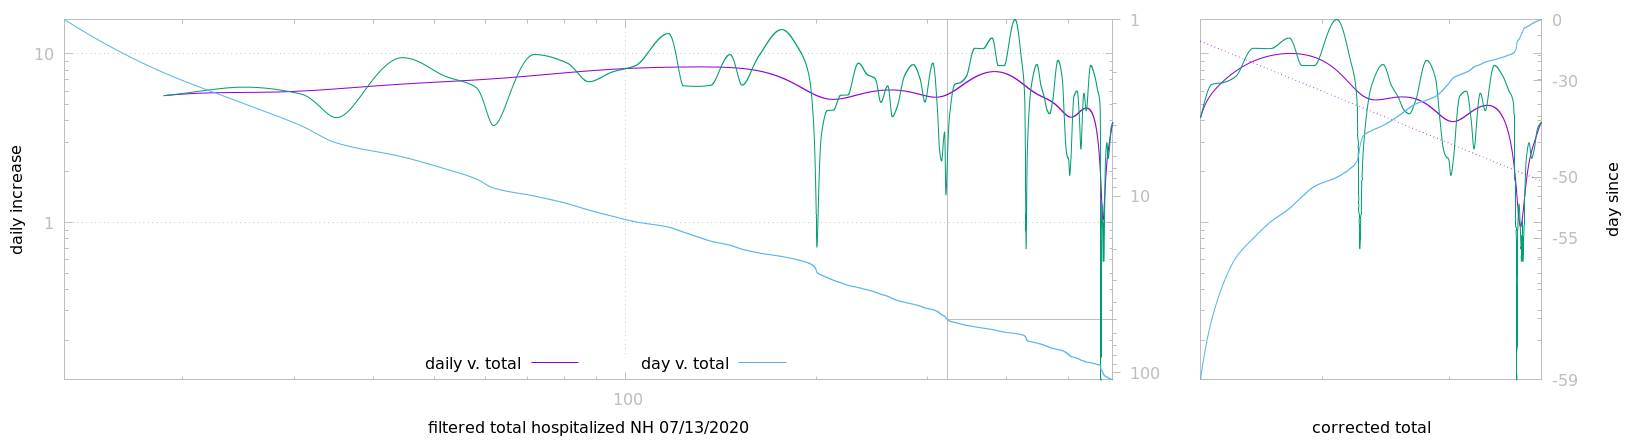 daily increase
10
1
daily v. total
day v. total
100
filtered total hospitalized NH 07/13/2020
1
10
100
0
-30
-50
-55
-59
day since
corrected total